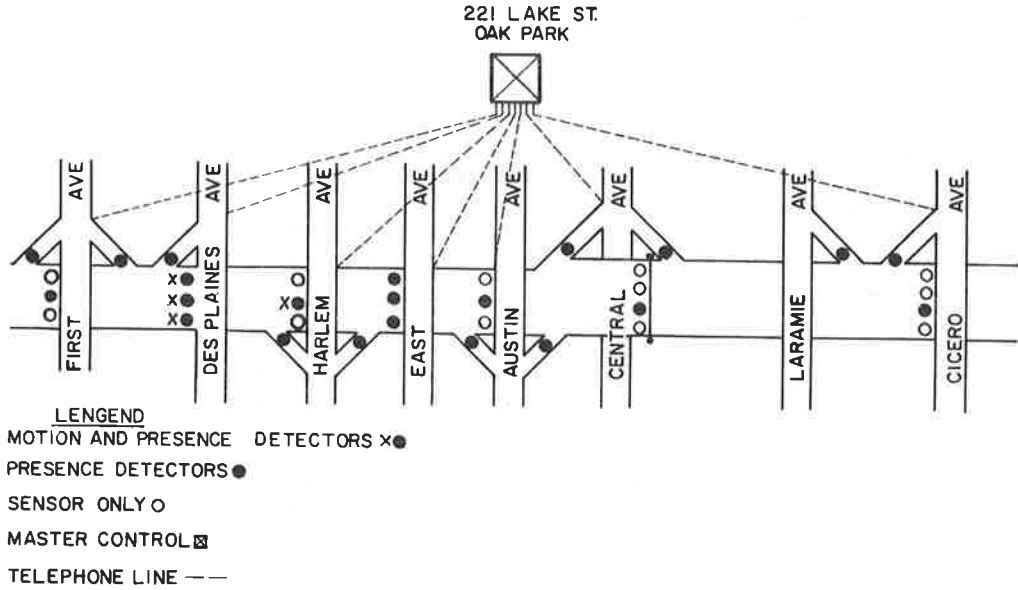 221 LAKE ST.
OAK PARK
AVE
AVE
AVE
AVE
AVE
AVE
AVE
AVE
FIRST
DES PLAINES
HARLEM
EAST
AUSTIN
CENTRAL
LARAMIE
CICERO
LENGEND
MOTION AND PRESENCE DETECTORS X
PRESENCE DETECTORS
SENSOR ONLY
MASTER CONTROL
TELEPHONE LINE